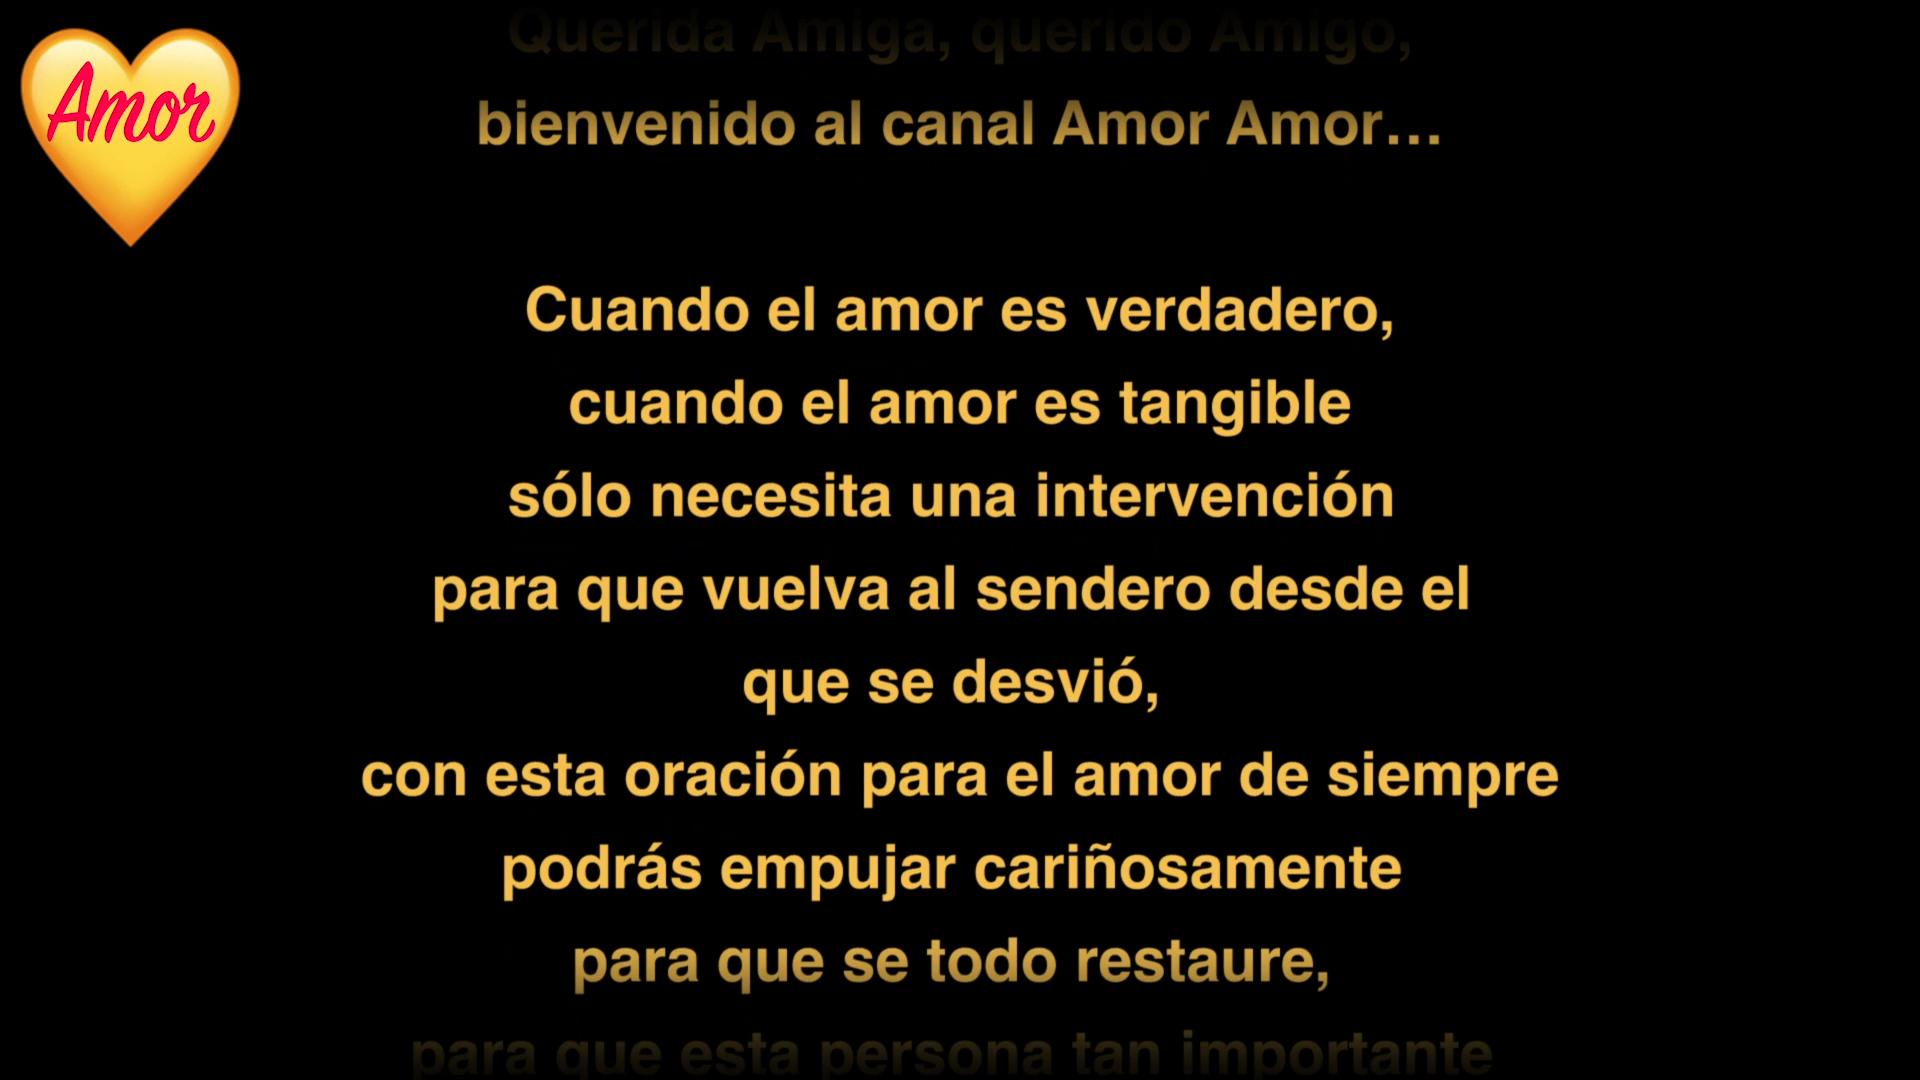 Amor
Querida Amiga, querido Amigo,
bienvenido al canal Amor Amor...
Cuando el amor es verdadero,
cuando el amor es tangible
sólo necesita una intervención
para que vuelva al sendero desde el
que se desvió,
con esta oración para el amor de siempre
podrás empujar cariñosamente
para que se todo restaure,
para que esta persona tan importante